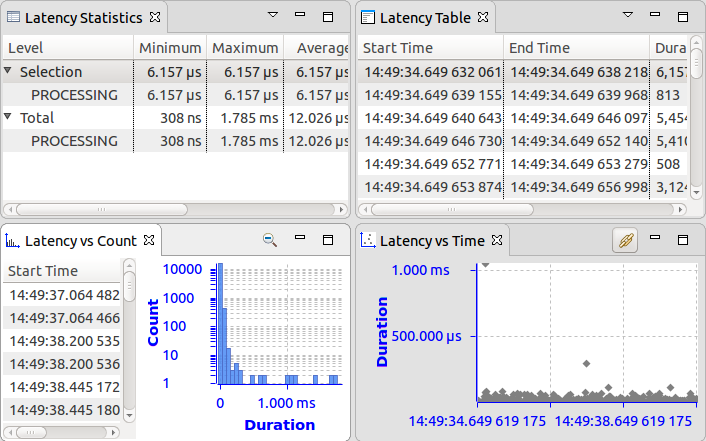 Latency Statistics
Level Minimum Maximum Average
Selection 6.157 µs 6.157 µs 6.157 µs
PROCESSING 6.157 µs 6.157 µs 6.157 µs
Total 308 ns 1.785 ms 12.026 µs
PROCESSING 308 ns 1.785 ms 12.026 µs
Latency Table
Start Time End Time Dura
14:49:34.649 632 061 14:49:34.649 638 218 6,157
14:49:34.649 639 155 14:49:34.649 639 968 813
14:49:34.649 640 643 14:49:34.649 646 097 5,454
14:49:34.649 646 730 14:49:34.649 652 140 5,410
14:49:34.649 652 771 14:49:34.649 653 279 508
14:49:34.649 653 874 14:49:34.649 656 998 3,124
Latency vs Count
Start Time
14:49:37.064 482
14:49:37.064 466
14:49:38.200 535
14:49:38.200 536
14:49:38.445 172
14:49:38.445 180
Count
10000
1000
100
10
1
0 1.000 ms
Duration
Latency vs Time
Duration
1.000 ms
500.000 µs
14:49:34.649 619 175 14:49:38.649 619 175